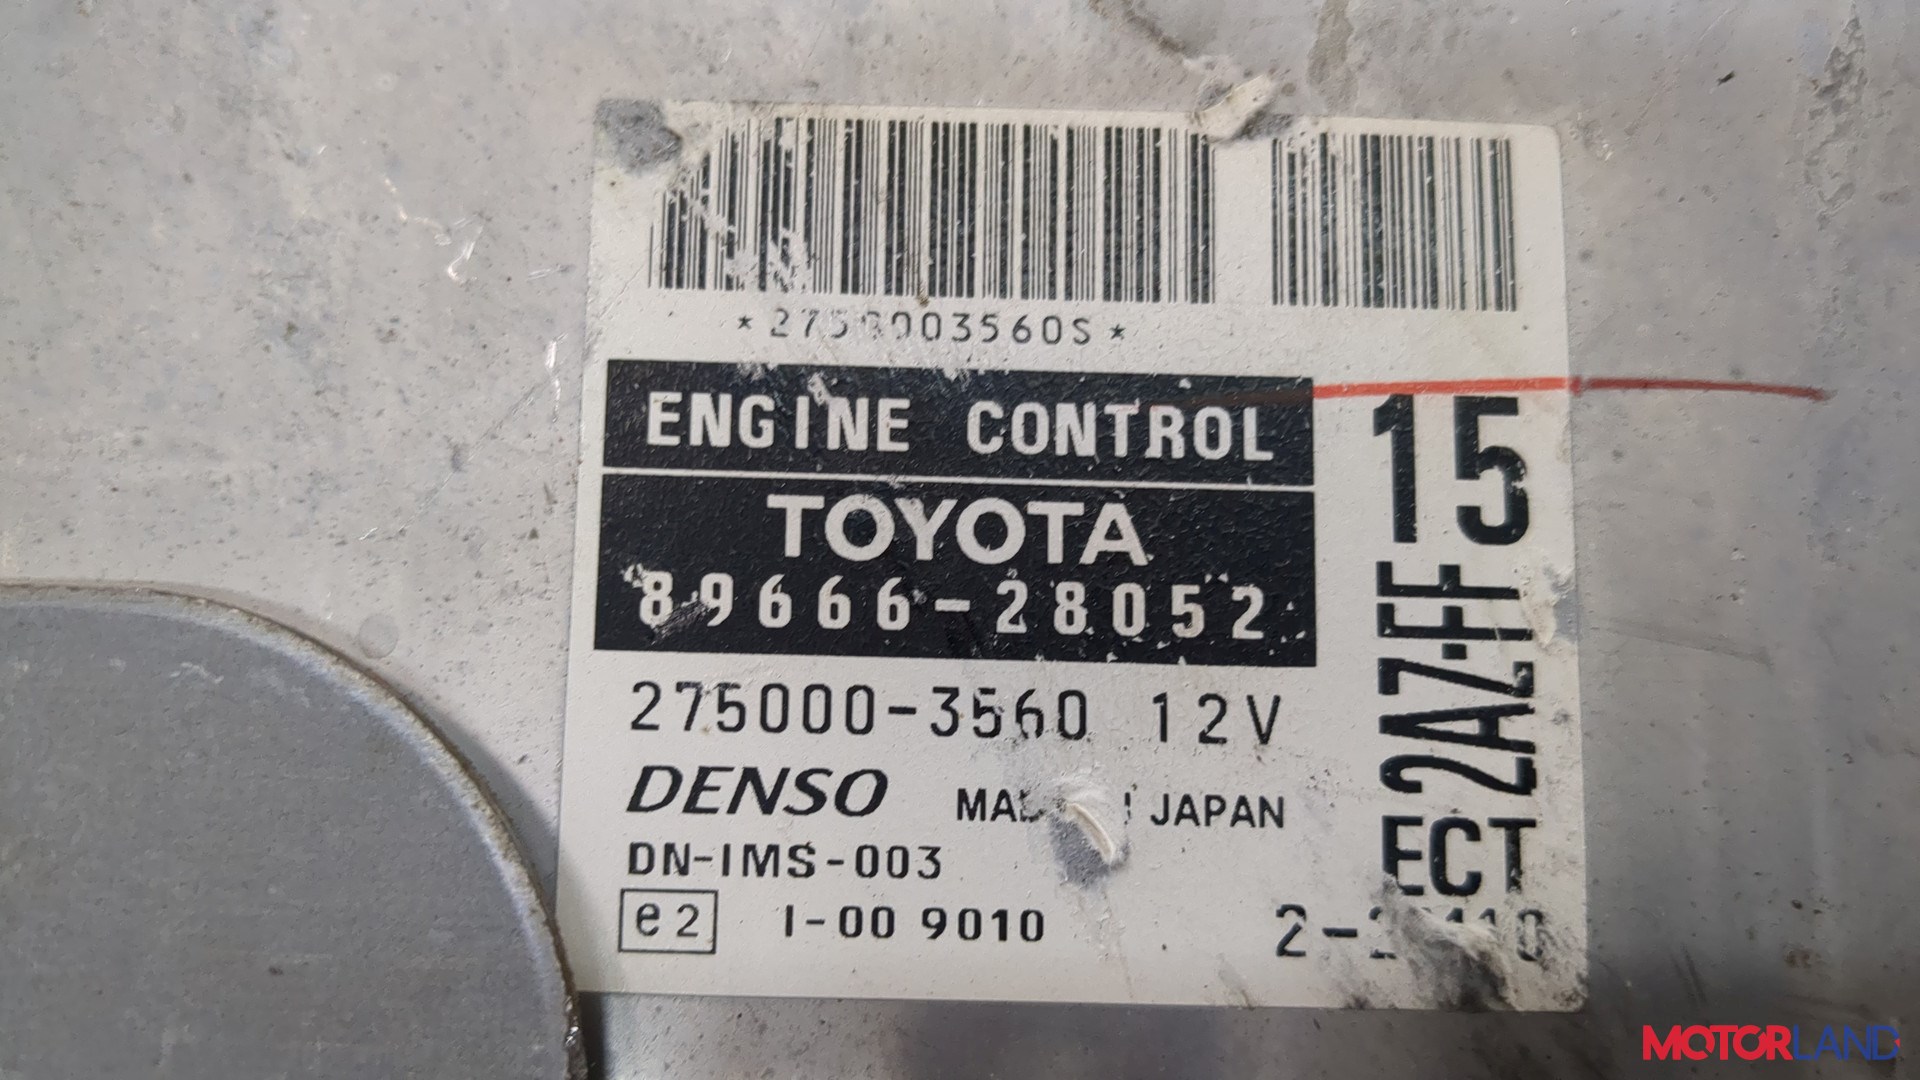 *2750003560S*
ENGINE CONTROL
TOYOTA
89666-28052
275000-3560 12V
DENSO
JAPAN
DN-IMS-003
e2 I-00 9010
15
ECT 2AZ-FE
MOTORLAND